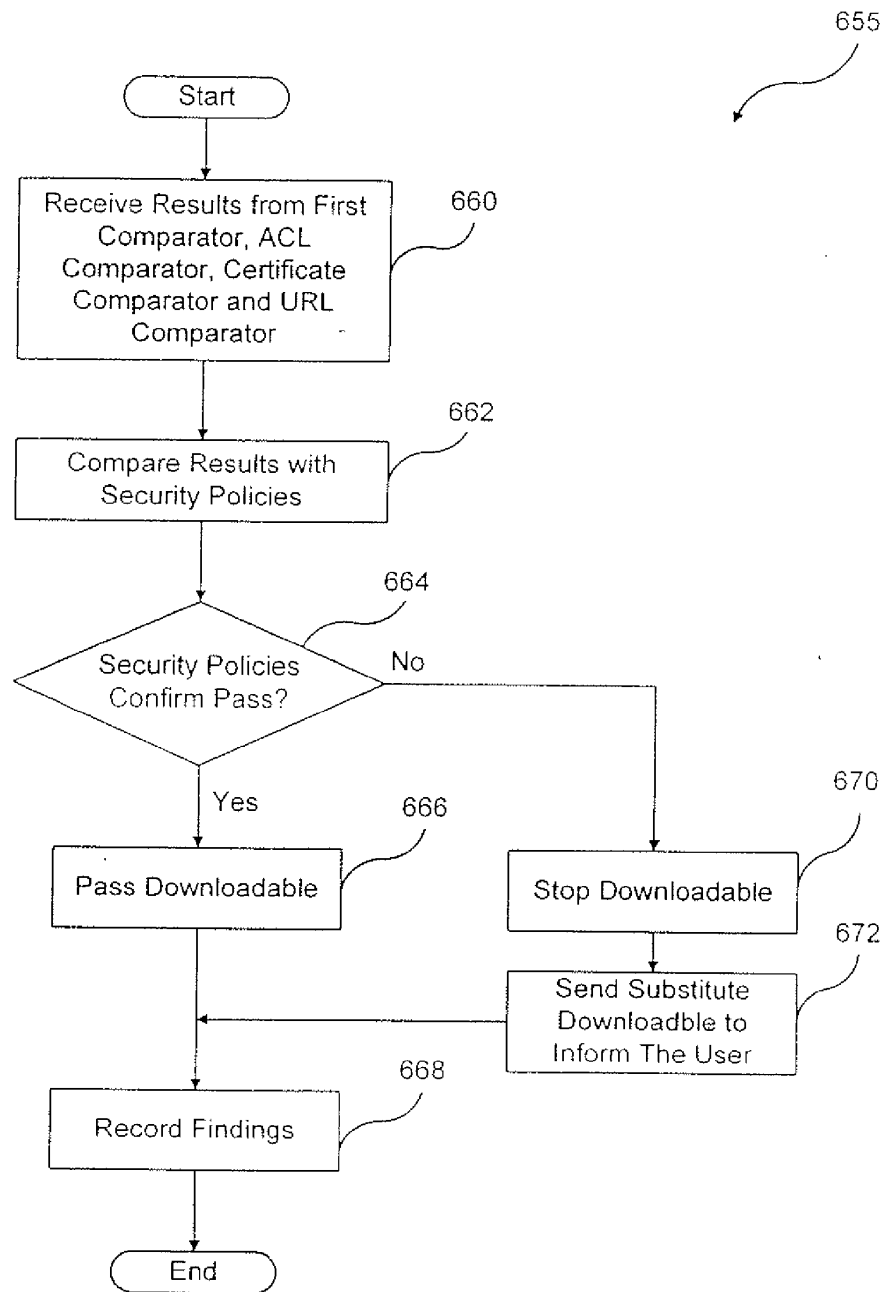 655
Start
Receive Results from First
Comparator, ACL
Comparator, Certificate
Comparator and URL
Comparator
660
662
Compare Results with
Security Policies
664
Security Policies
Confirm Pass?
No
Yes
666
Pass Downloadable
670
Stop Downloadable
672
Send Substitute
Downloadble to
Inform The User
668
Record Findings
End